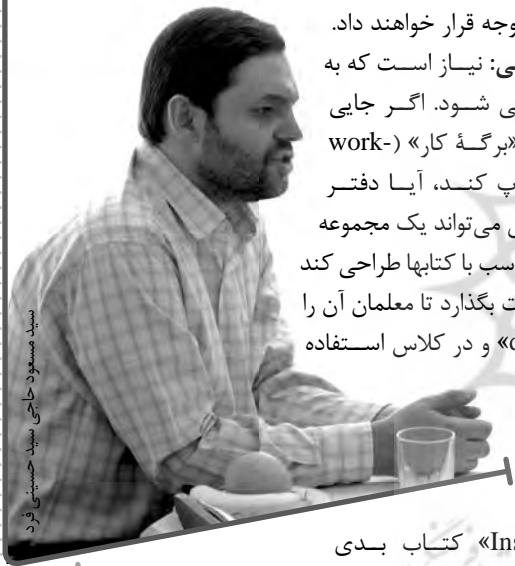 وجه قرار خواهند داد.
ی: نیاز است که به
ی شود. اگر جایی
«برگهٔ کار» (work-
پ کند، آیا دفتر
می‌تواند یک مجموعه
سب با کتابها طراحی کند
ت بگذارد تا معلمان آن را
» و در کلاس استفاده
«Ins کتاب بدی
سید مسعود حاجی سید حسینی فرد